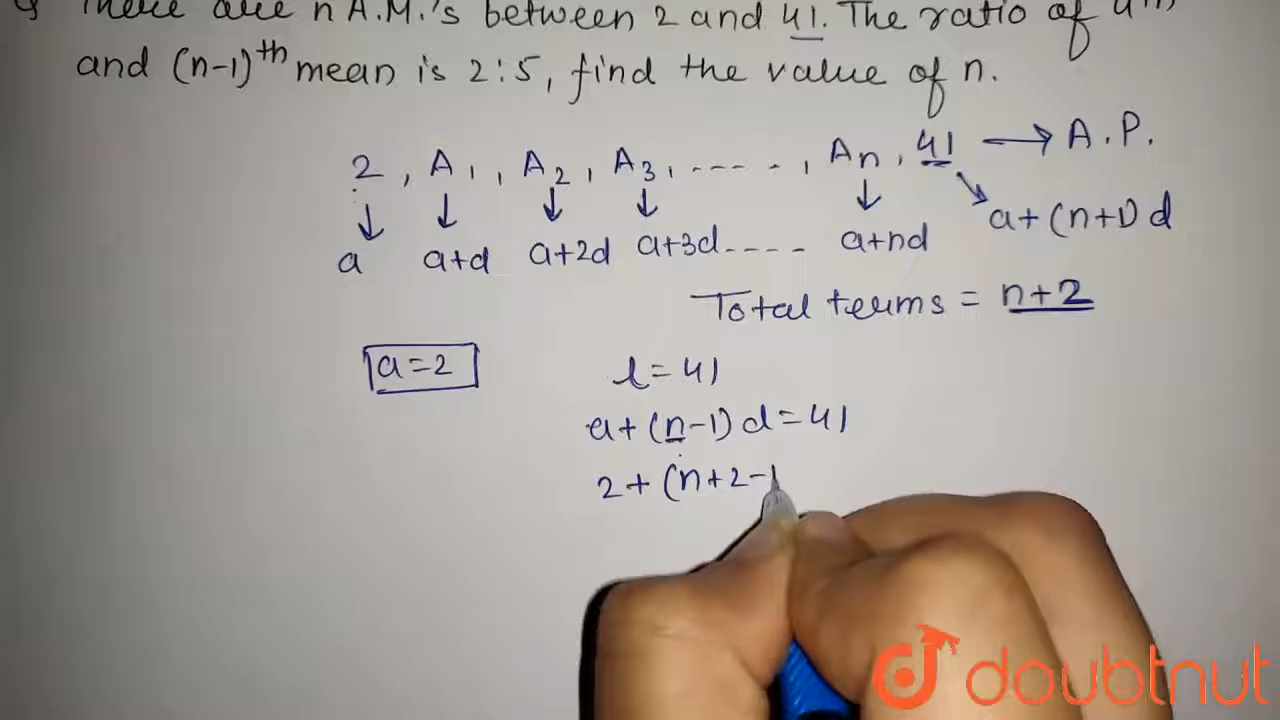 There are n A.M.'s between 2 and 41. The ratio of 4th
and (n-1)th mean is 2:5, find the value of n.
2, A1, A2, A3, ----., An, 41 → A.P.
a a+d a+2d a+3d---- a+nd a+(n+1)d
Total terms = n+2
a=2 l=41
a+(n-1)d=41
2+(n+2-1
doubtnut